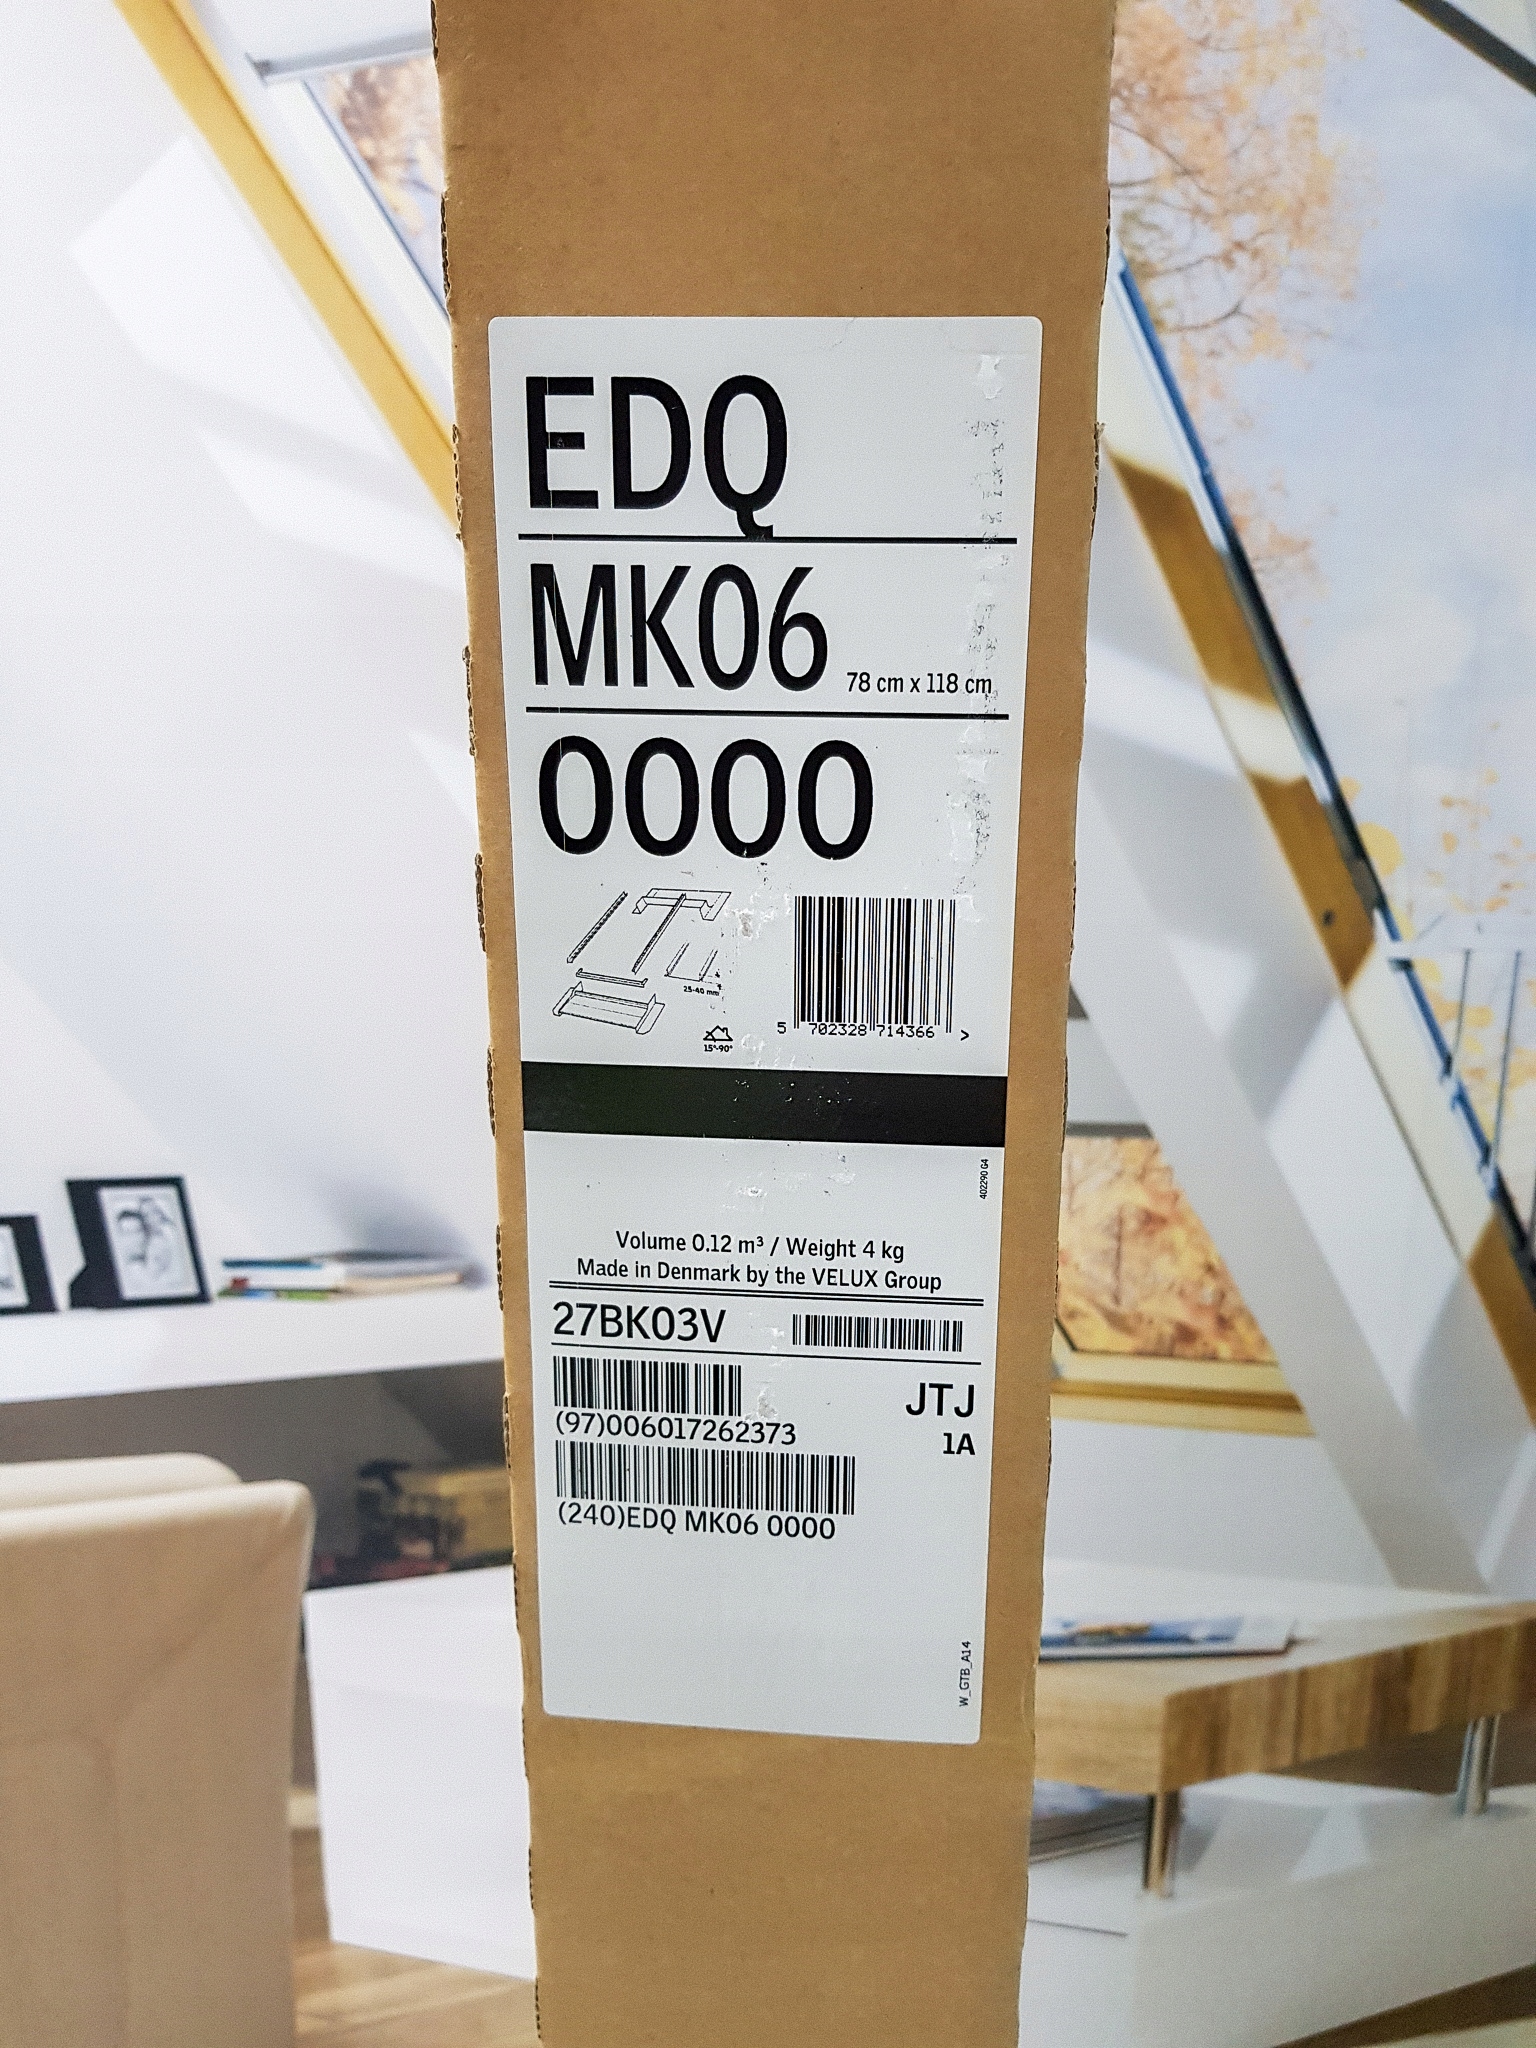 EDQ
MK06 78 cm x 118 cm
0000
25-40 mm
15°-90°
5 702328 714366 >
402290 G4
Volume 0.12 m³ / Weight 4 kg
Made in Denmark by the VELUX Group
27BK03V
JTJ
(97)006017262373
1A
(240)EDQ MK06 0000
W_GTB_A14